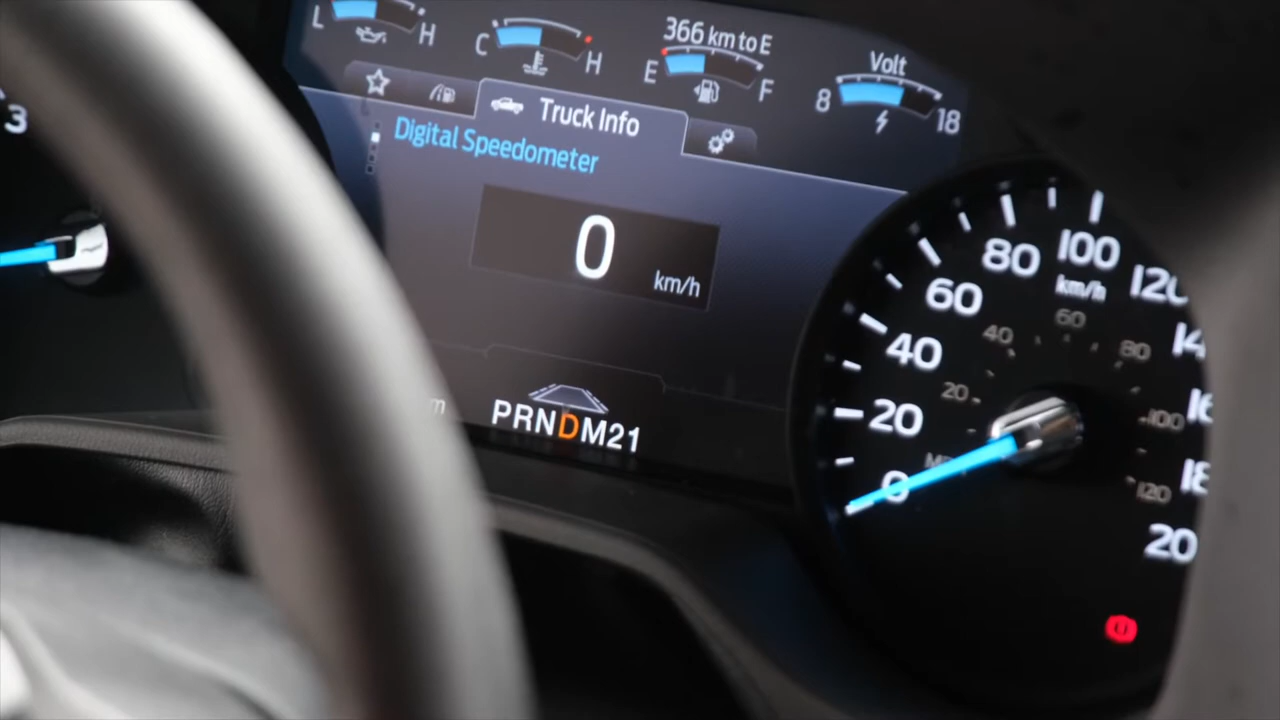 L H
C H
366 km to E
E F
Volt
8 18
Truck Info
Digital Speedometer
0
km/h
PRNDM21
3
0
20
40
60
80
100
120
km/h
20
40
60
80
100
120
20